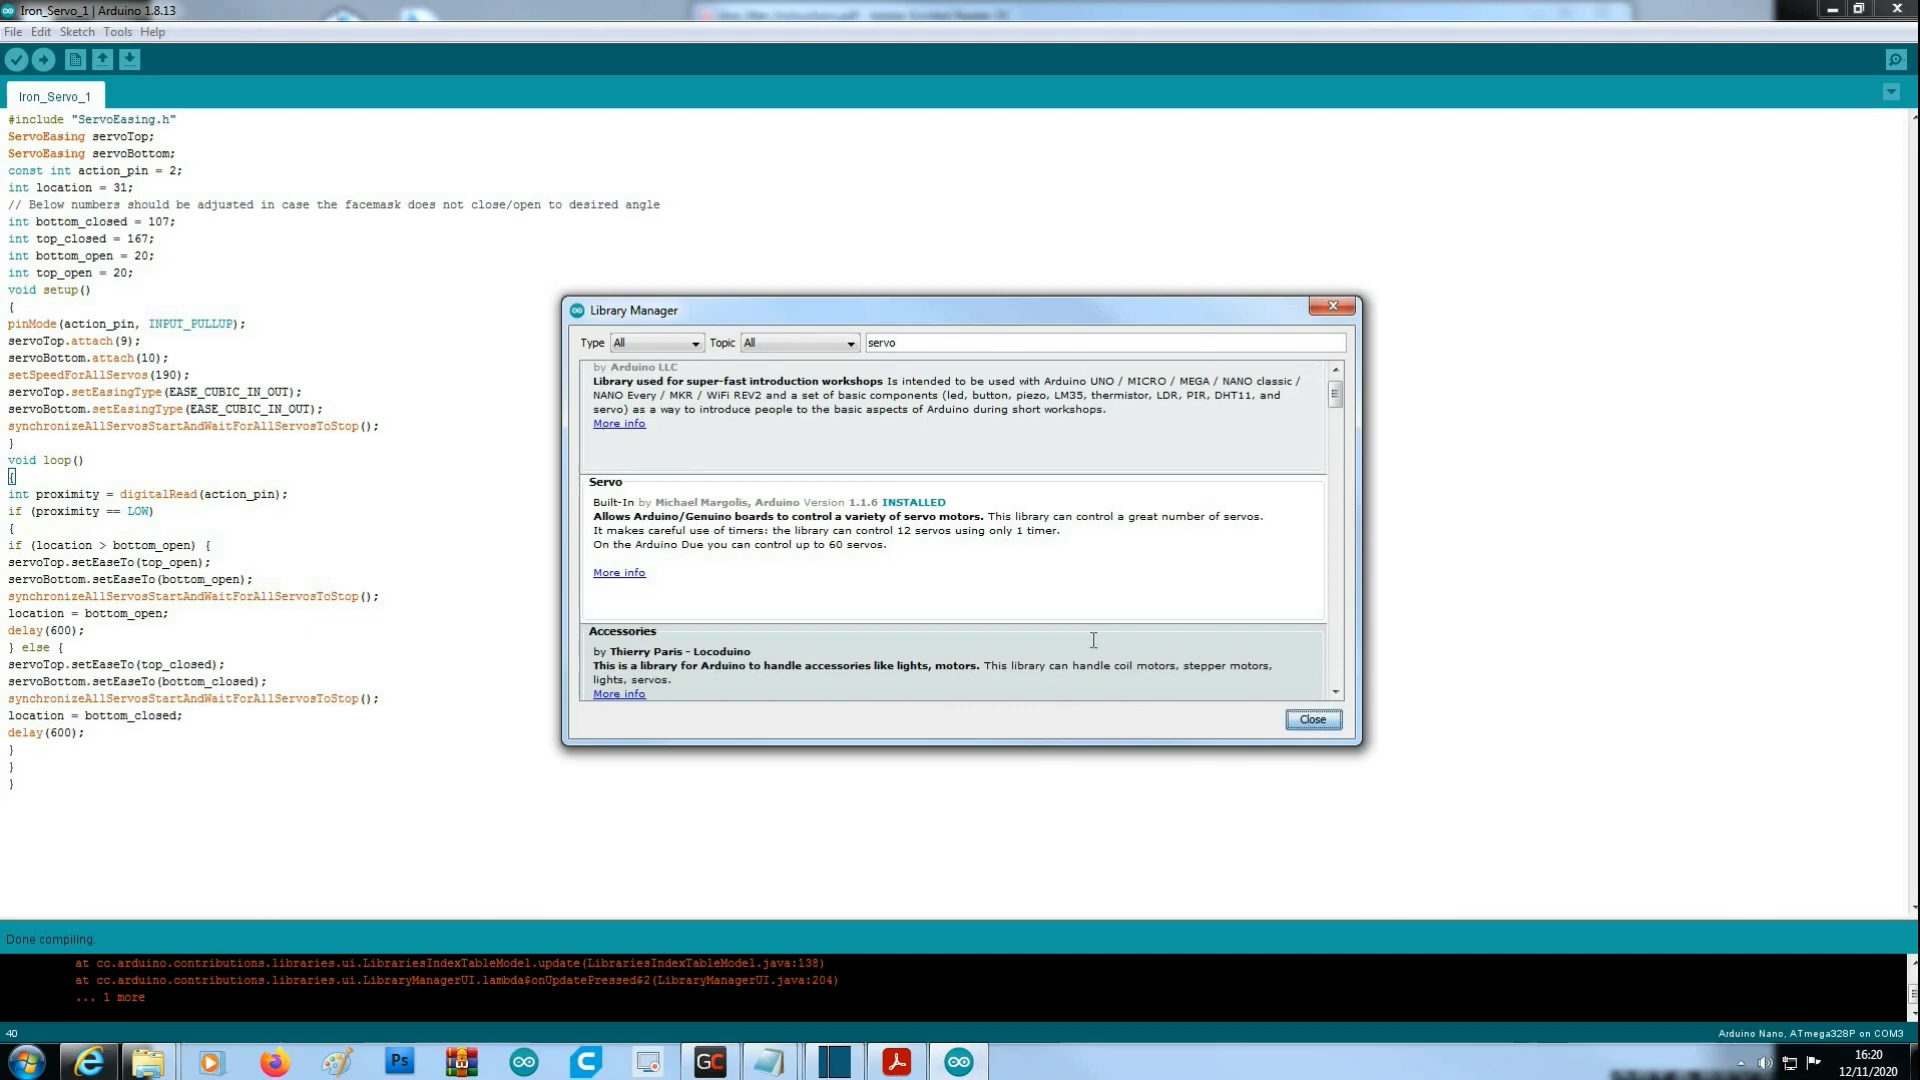 Iron_Servo_1 | Arduino 1.8.13
File Edit Sketch Tools Help
Iron_Servo_1
#include "ServoEasing.h"
ServoEasing servoTop;
ServoEasing servoBottom;
const int action_pin = 2;
int location = 31;
// Below numbers should be adjusted in case the facemask does not close/open to desired angle
int bottom_closed = 107;
int top_closed = 167;
int bottom_open = 20;
int top_open = 20;
void setup()
{
pinMode(action_pin, INPUT_PULLUP);
servoTop.attach(9);
servoBottom.attach(10);
setSpeedForAllServos(190);
servoTop.setEasingType(EASE_CUBIC_IN_OUT);
servoBottom.setEasingType(EASE_CUBIC_IN_OUT);
synchronizeAllServosStartAndWaitForAllServosToStop();
}
void loop()
{
int proximity = digitalRead(action_pin);
if (proximity == LOW)
{
if (location > bottom_open) {
servoTop.setEaseTo(top_open);
servoBottom.setEaseTo(bottom_open);
synchronizeAllServosStartAndWaitForAllServosToStop();
location = bottom_open;
delay(600);
} else {
servoTop.setEaseTo(top_closed);
servoBottom.setEaseTo(bottom_closed);
synchronizeAllServosStartAndWaitForAllServosToStop();
location = bottom_closed;
delay(600);
}
}
}
Library Manager
Type All Topic All servo
by Arduino LLC
Library used for super-fast introduction workshops Is intended to be used with Arduino UNO / MICRO / MEGA / NANO classic /
NANO Every / MKR / WiFi REV2 and a set of basic components (led, button, piezo, LM35, thermistor, LDR, PIR, DHT11, and
servo) as a way to introduce people to the basic aspects of Arduino during short workshops.
More info
Servo
Built-In by Michael Margolis, Arduino Version 1.1.6 INSTALLED
Allows Arduino/Genuino boards to control a variety of servo motors. This library can control a great number of servos.
It makes careful use of timers: the library can control 12 servos using only 1 timer.
On the Arduino Due you can control up to 60 servos.
More info
Accessories
by Thierry Paris - Locoduino
This is a library for Arduino to handle accessories like lights, motors. This library can handle coil motors, stepper motors,
lights, servos.
More info
Close
Done compiling.
at cc.arduino.contributions.libraries.ui.LibrariesIndexTableModel.update(LibrariesIndexTableModel.java:138)
at cc.arduino.contributions.libraries.ui.LibraryManagerUI.lambda$onUpdatePressed$2(LibraryManagerUI.java:204)
... 1 more
40
Arduino Nano, ATmega328P on COM3
Ps
GC
16:20
12/11/2020